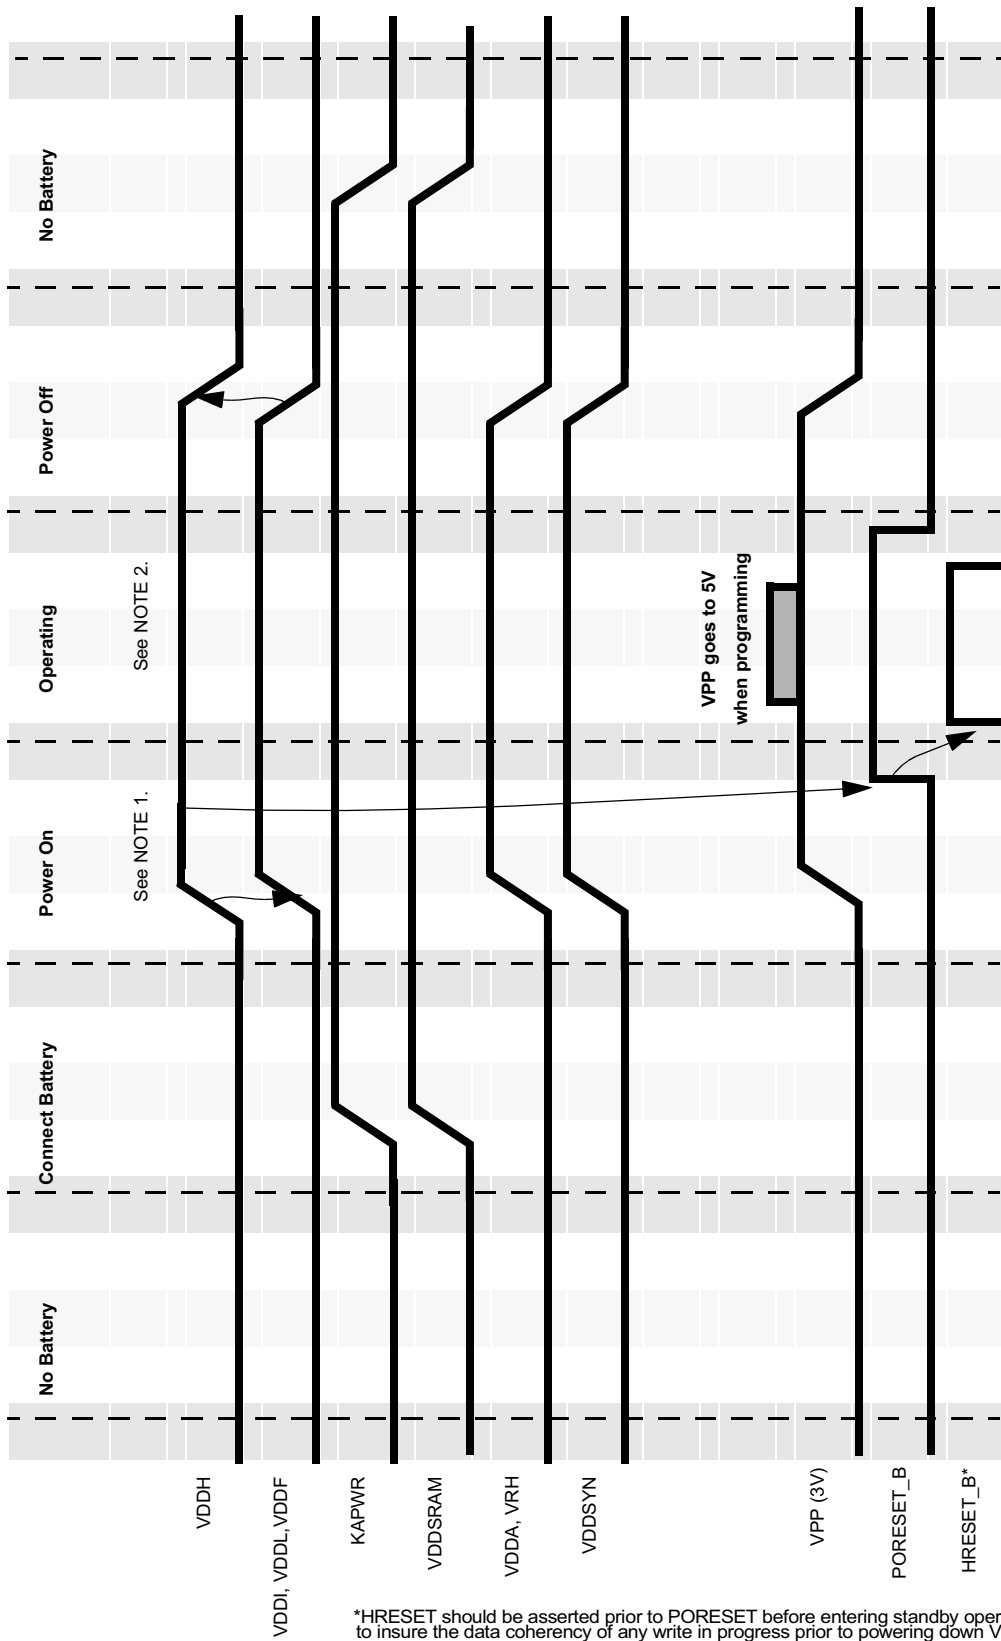 No Battery
Connect Battery
Power On
Operating
Power Off
No Battery
See NOTE 1.
See NOTE 2.
VDDH
VDDI, VDDL,VDDF
KAPWR
VDDSRAM
VDDA, VRH
VDDSYN
VPP goes to 5V
when programming
VPP (3V)
PORESET_B
HRESET_B*
*HRESET should be asserted prior to PORESET before entering standby oper
to insure the data coherency of any write in progress prior to powering down V